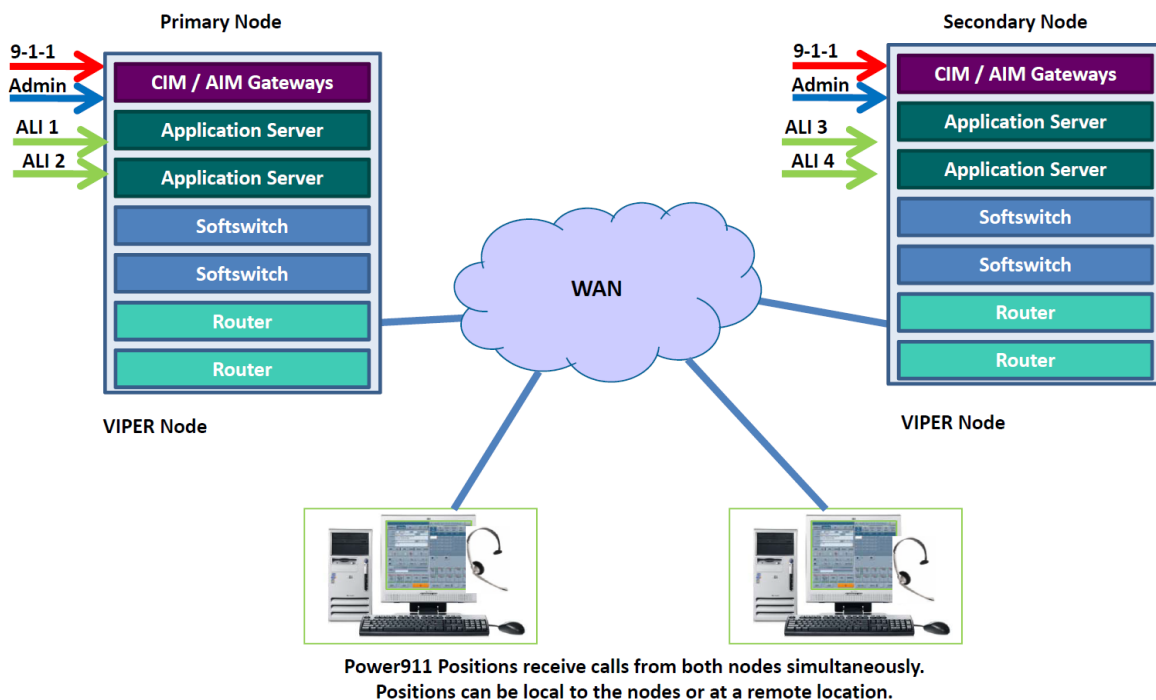 Primary Node
9-1-1
Admin
ALI 1
ALI 2
CIM / AIM Gateways
Application Server
Application Server
Softswitch
Softswitch
Router
Router
VIPER Node
WAN
Secondary Node
9-1-1
Admin
ALI 3
ALI 4
CIM / AIM Gateways
Application Server
Application Server
Softswitch
Softswitch
Router
Router
VIPER Node
Power911 Positions receive calls from both nodes simultaneously.
Positions can be local to the nodes or at a remote location.